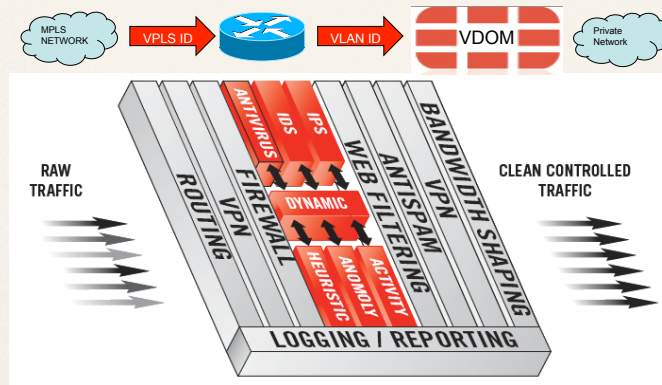 MPLS
NETWORK
VPLS ID
VLAN ID
VDOM
Private
Network
RAW
TRAFFIC
ROUTING
VPN
FIREWALL
ANTIVIRUS
IDS
IPS
DYNAMIC
HEURISTIC
ANOMOLY
ACTIVITY
WEB FILTERING
ANTISPAM
VPN
BANDWIDTH SHAPING
LOGGING / REPORTING
CLEAN CONTROLLED
TRAFFIC